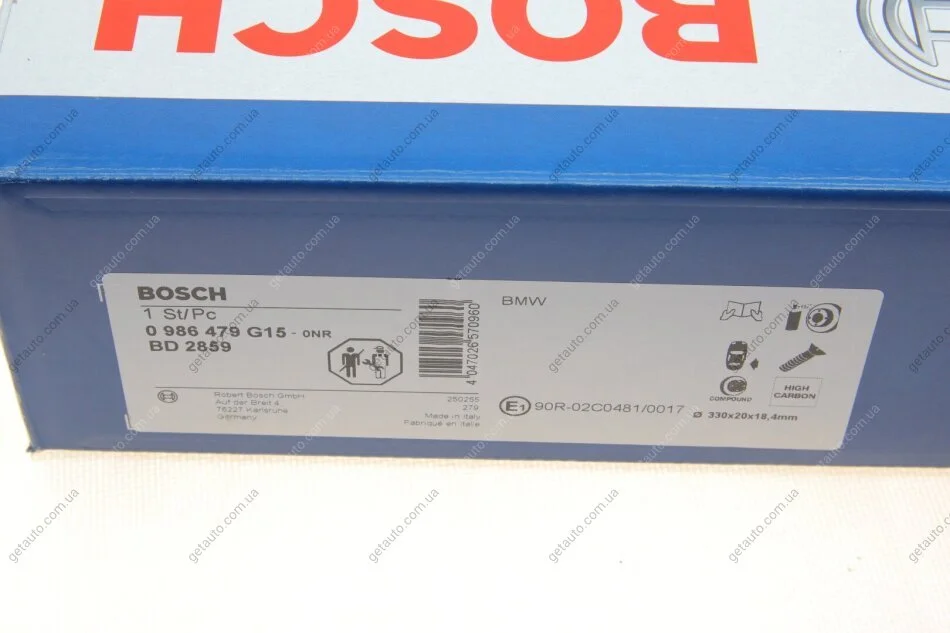 BOSCH
BOSCH
1 St/Pc
0 986 479 G15 - 0NR
BD 2859
Robert Bosch GmbH
Auf der Breit 4
76227 Karlsruhe
Germany
250255
279
Made in Italy
Fabriqué en Italie
4 047026 570960
BMW
E1 90R-02C0481/0017
COMPOUND
HIGH
CARBON
Ø 330x20x18,4mm
getauto.com.ua